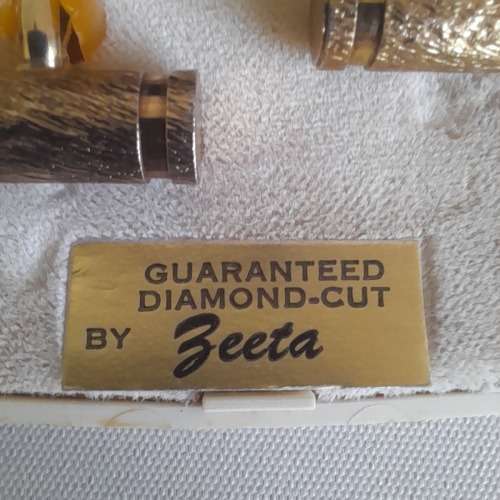 GUARANTEED
DIAMOND-CUT
BY Zeeta